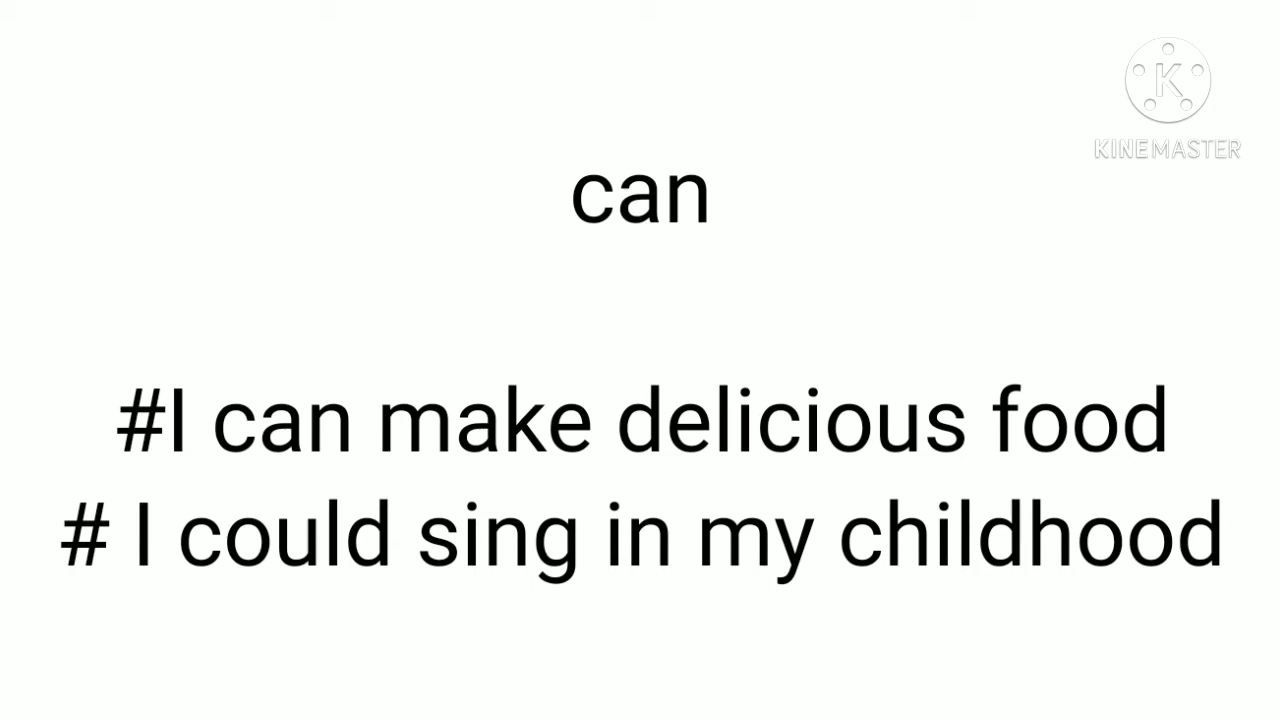 K
KINEMASTER
can
#I can make delicious food
# I could sing in my childhood